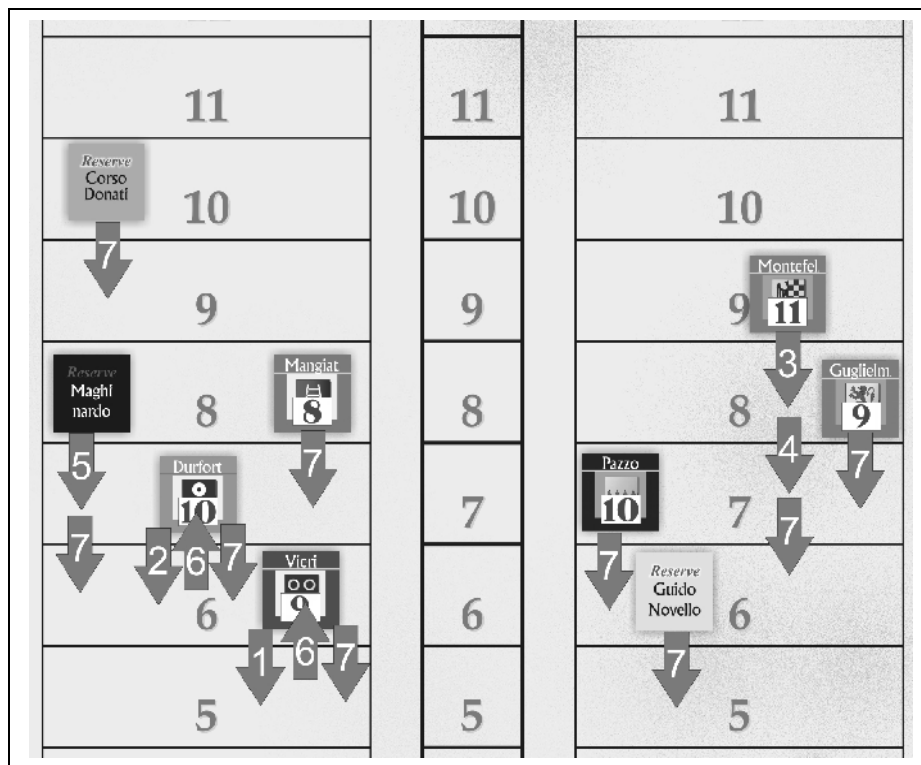 11 11 11
Reserve
Corso
Donati
10 10 10
7
Montefel
9 9 9
11
3
Reserve
Maghi
nardo
Mangiat
8
8 8 8
Guglielm.
9
5
7
4
7
Durfort
10
7 7
Pazzo
10
7
2 6 7
7
7
Vieri
9
6 6 6
Reserve
Guido
Novello
1 6 7
7
5 5 5